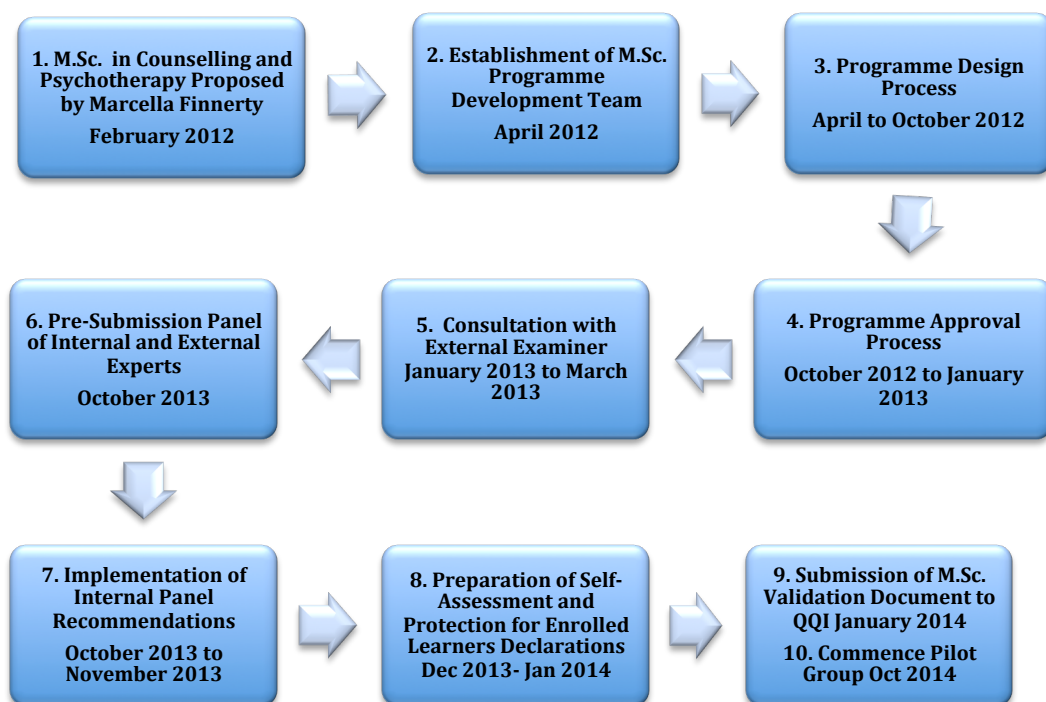 1. M.Sc. in Counselling and
Psychotherapy Proposed
by Marcella Finnerty
February 2012
2. Establishment of M.Sc.
Programme
Development Team
April 2012
3. Programme Design
Process
April to October 2012
4. Programme Approval
Process
October 2012 to January
2013
5. Consultation with
External Examiner
January 2013 to March
2013
6. Pre-Submission Panel
of Internal and External
Experts
October 2013
7. Implementation of
Internal Panel
Recommendations
October 2013 to
November 2013
8. Preparation of Self-
Assessment and
Protection for Enrolled
Learners Declarations
Dec 2013- Jan 2014
9. Submission of M.Sc.
Validation Document to
QQI January 2014
10. Commence Pilot
Group Oct 2014